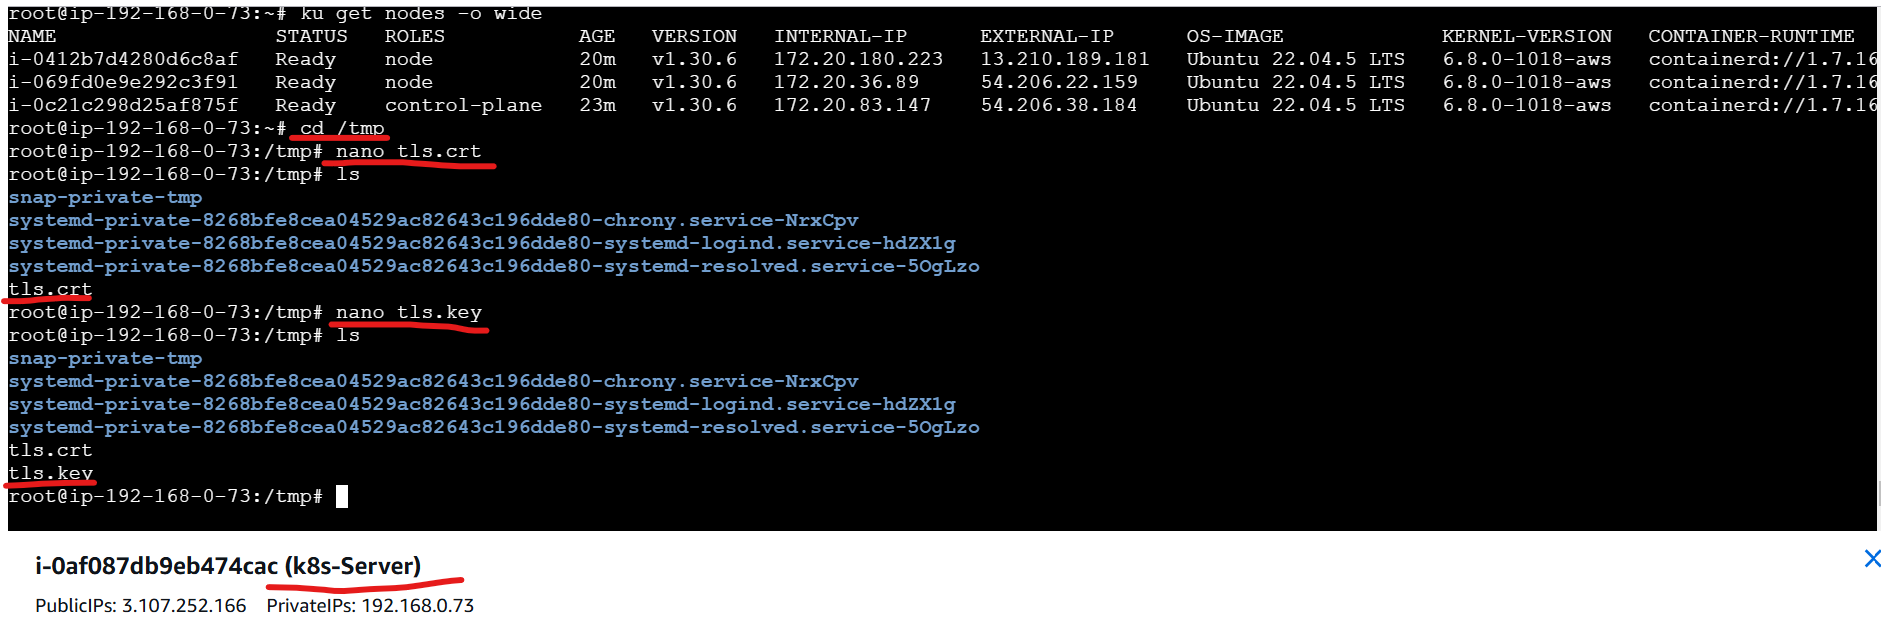 root@ip-192-168-0-73:~# ku get nodes -o wide
NAME STATUS ROLES AGE VERSION INTERNAL-IP EXTERNAL-IP OS-IMAGE KERNEL-VERSION CONTAINER-RUNTIME
i-0412b7d4280d6c8af Ready node 20m v1.30.6 172.20.180.223 13.210.189.181 Ubuntu 22.04.5 LTS 6.8.0-1018-aws containerd://1.7.16
i-069fd0e9e292c3f91 Ready node 20m v1.30.6 172.20.36.89 54.206.22.159 Ubuntu 22.04.5 LTS 6.8.0-1018-aws containerd://1.7.16
i-0c21c298d25af875f Ready control-plane 23m v1.30.6 172.20.83.147 54.206.38.184 Ubuntu 22.04.5 LTS 6.8.0-1018-aws containerd://1.7.16
root@ip-192-168-0-73:~# cd /tmp
root@ip-192-168-0-73:/tmp# nano tls.crt
root@ip-192-168-0-73:/tmp# ls
snap-private-tmp
systemd-private-8268bfe8cea04529ac82643c196dde80-chrony.service-NrxCpv
systemd-private-8268bfe8cea04529ac82643c196dde80-systemd-logind.service-hdZX1g
systemd-private-8268bfe8cea04529ac82643c196dde80-systemd-resolved.service-5OgLzo
tls.crt
root@ip-192-168-0-73:/tmp# nano tls.key
root@ip-192-168-0-73:/tmp# ls
snap-private-tmp
systemd-private-8268bfe8cea04529ac82643c196dde80-chrony.service-NrxCpv
systemd-private-8268bfe8cea04529ac82643c196dde80-systemd-logind.service-hdZX1g
systemd-private-8268bfe8cea04529ac82643c196dde80-systemd-resolved.service-5OgLzo
tls.crt
tls.key
root@ip-192-168-0-73:/tmp#
i-0af087db9eb474cac (k8s-Server)
PublicIPs: 3.107.252.166 PrivateIPs: 192.168.0.73